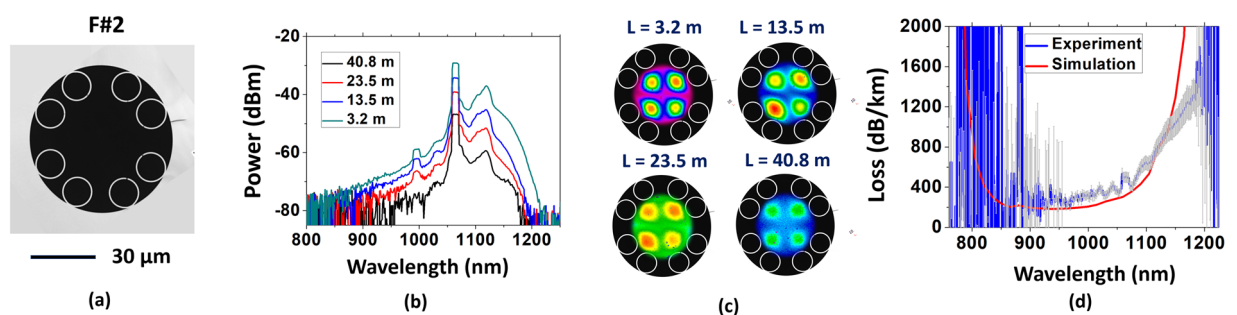 F#2
30 µm
(a)
(b)
-20
-40
-60
-80
Power (dBm)
40.8 m
23.5 m
13.5 m
3.2 m
800 900 1000 1100 1200
Wavelength (nm)
(c)
L = 3.2 m L = 13.5 m
L = 23.5 m L = 40.8 m
(d)
2000
1600
1200
800
400
0
Loss (dB/km)
Experiment
Simulation
800 900 1000 1100 1200
Wavelength (nm)